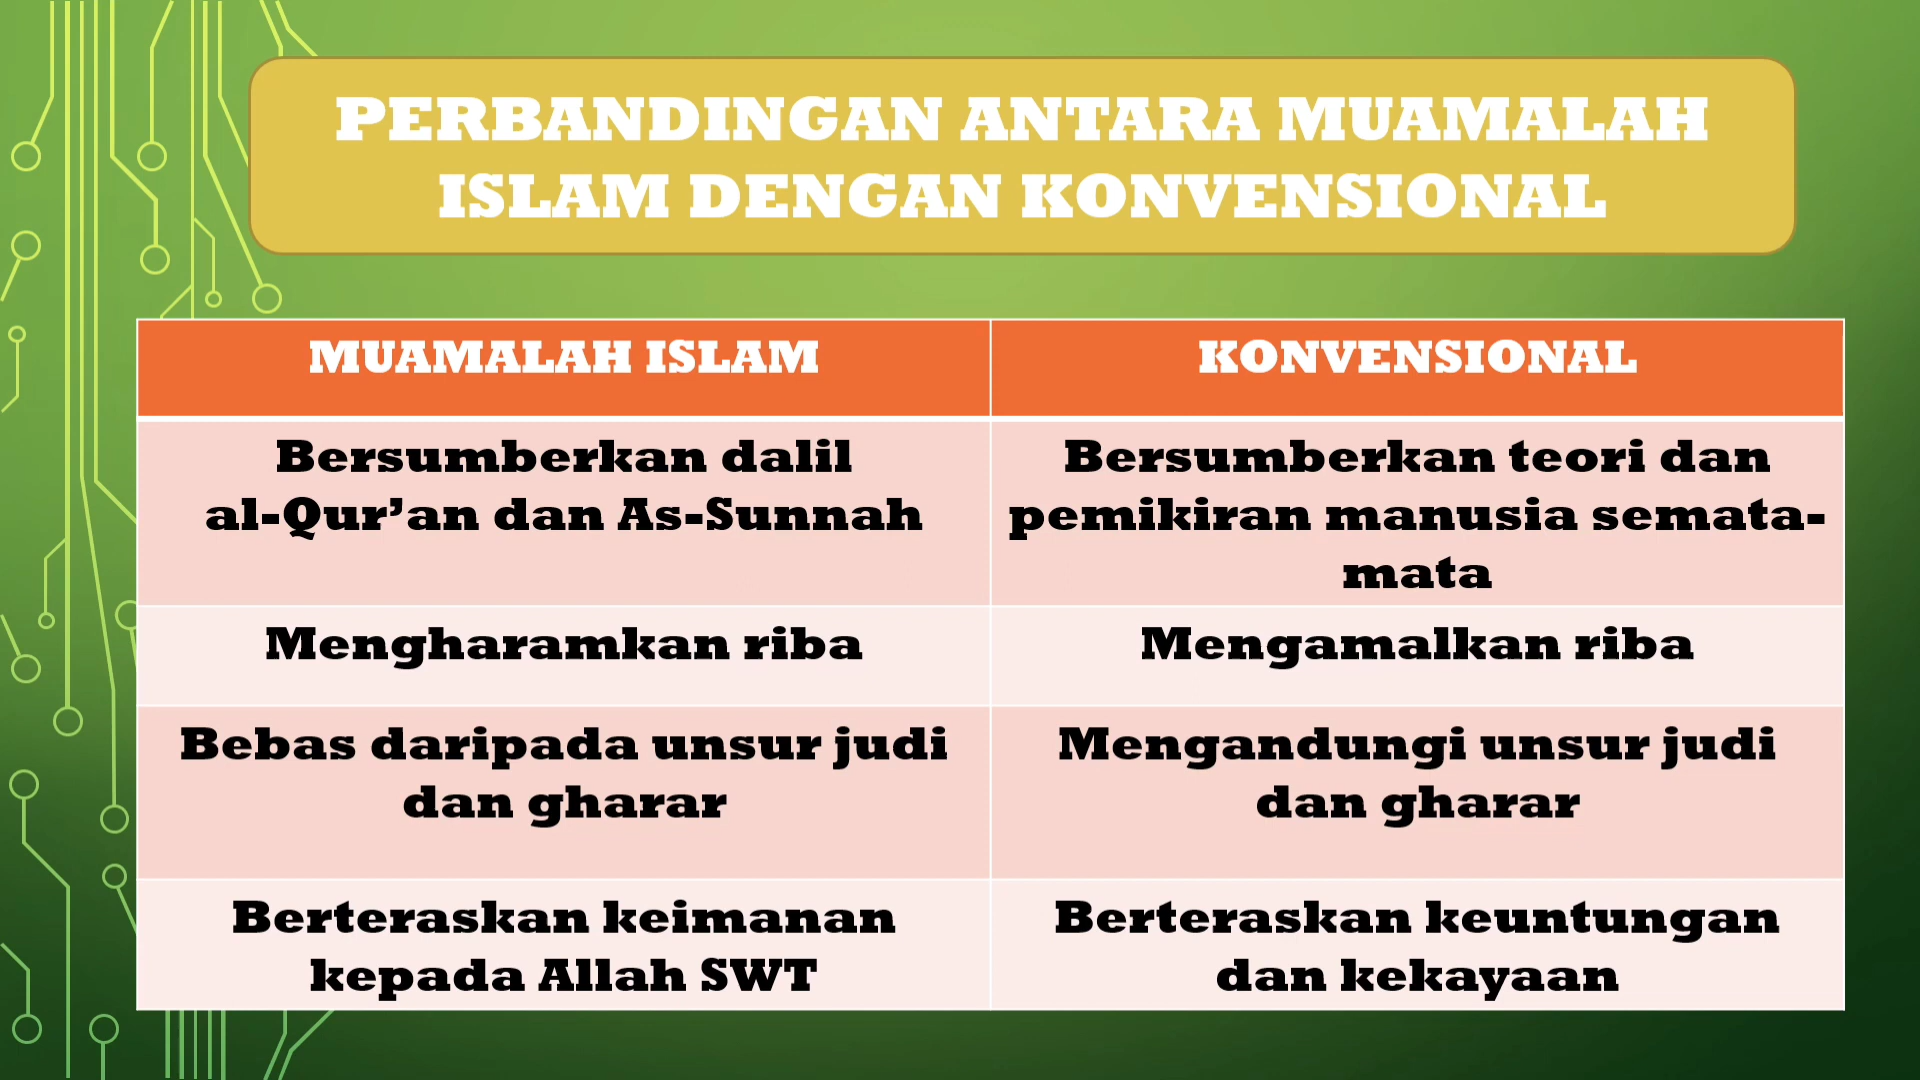 PERBANDINGAN ANTARA MUAMALAH
ISLAM DENGAN KONVENSIONAL
MUAMALAH ISLAM
KONVENSIONAL
Bersumberkan dalil
al-Qur’an dan As-Sunnah
Bersumberkan teori dan
pemikiran manusia semata-
mata
Mengharamkan riba
Mengamalkan riba
Bebas daripada unsur judi
dan gharar
Mengandungi unsur judi
dan gharar
Berteraskan keimanan
kepada Allah SWT
Berteraskan keuntungan
dan kekayaan